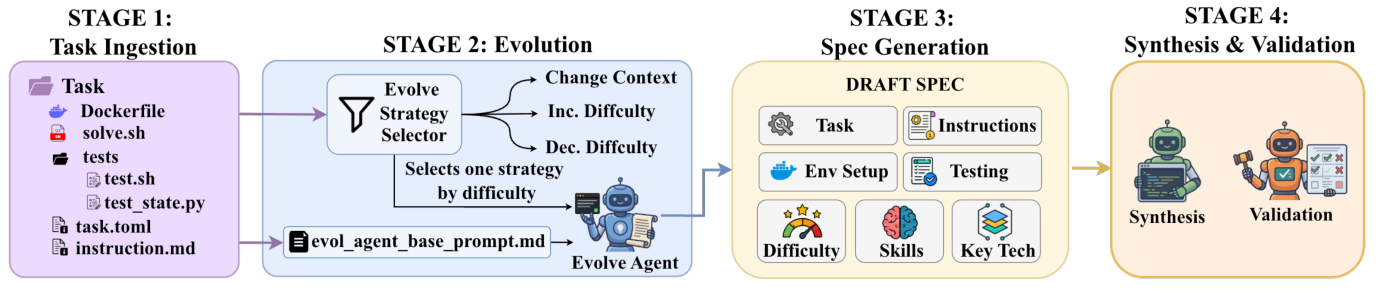 STAGE 1:
Task Ingestion
Task
Dockerfile
solve.sh
tests
test.sh
test_state.py
task.toml
instruction.md
STAGE 2: Evolution
Evolve
Strategy
Selector
Change Context
Inc. Diffculty
Dec. Diffculty
Selects one strategy
by difficulty
evol_agent_base_prompt.md
Evolve Agent
STAGE 3:
Spec Generation
DRAFT SPEC
Task
Instructions
Env Setup
Testing
Difficulty
Skills
Key Tech
STAGE 4:
Synthesis & Validation
Synthesis
Validation